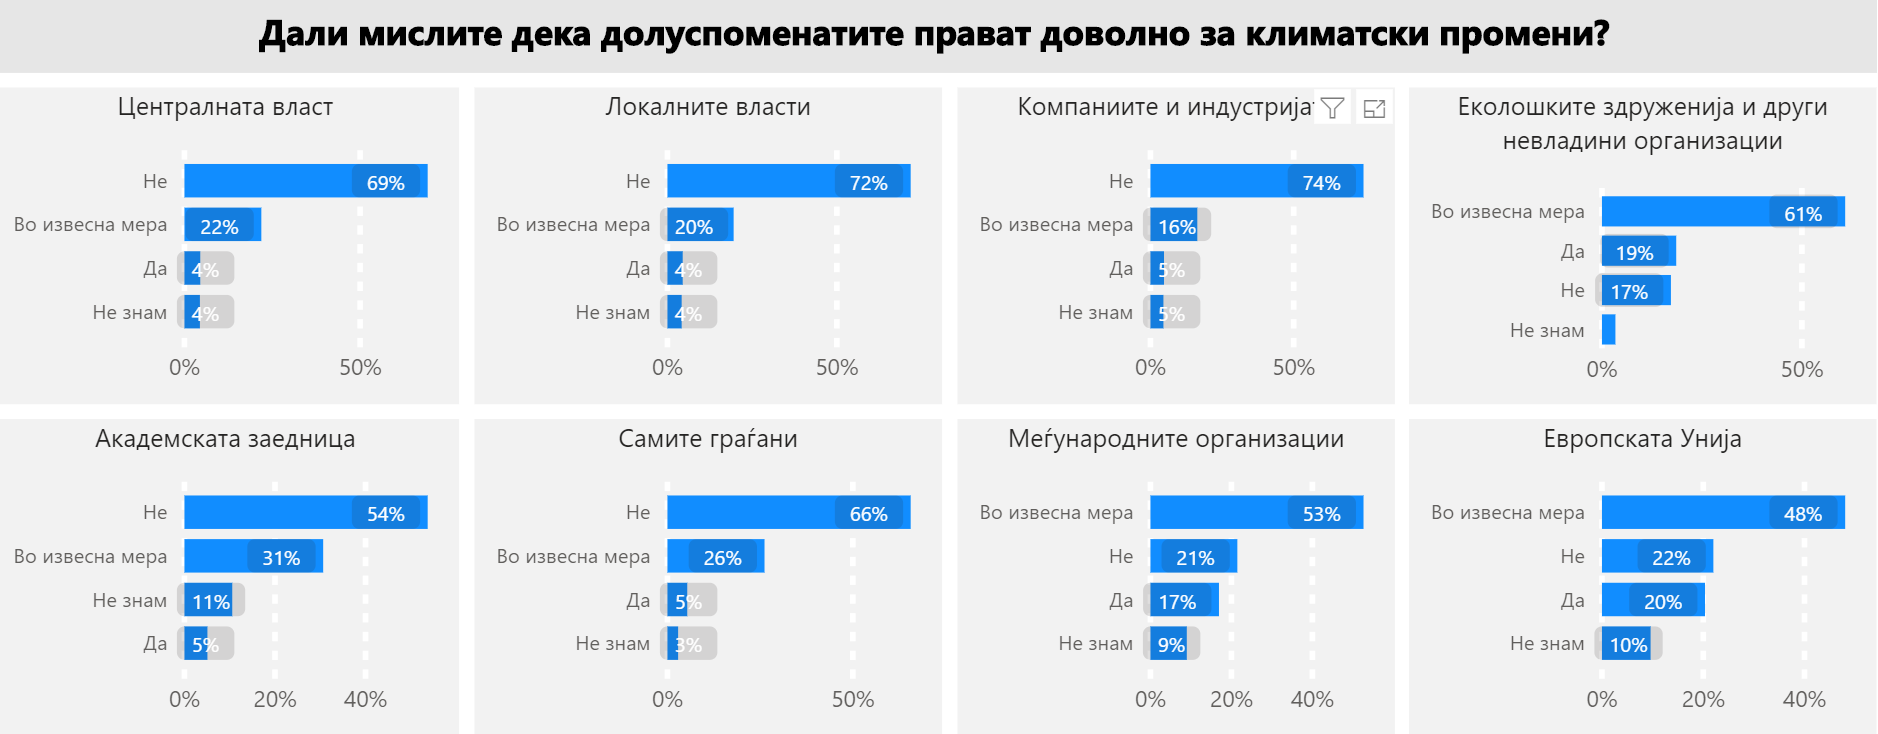 Дали мислите дека долуспоменатите прават доволно за климатски промени?
Централната власт
Не 69%
Во извесна мера 22%
Да 4%
Не знам 4%
0% 50%
Локалните власти
Не 72%
Во извесна мера 20%
Да 4%
Не знам 4%
0% 50%
Компаниите и индустрија
Не 74%
Во извесна мера 16%
Да 5%
Не знам 5%
0% 50%
Еколошките здруженија и други
невладини организации
Во извесна мера 61%
Да 19%
Не 17%
Не знам
0% 50%
Академската заедница
Не 54%
Во извесна мера 31%
Не знам 11%
Да 5%
0% 20% 40%
Самите граѓани
Не 66%
Во извесна мера 26%
Да 5%
Не знам 3%
0% 50%
Меѓународните организации
Во извесна мера 53%
Не 21%
Да 17%
Не знам 9%
0% 20% 40%
Европската Унија
Во извесна мера 48%
Не 22%
Да 20%
Не знам 10%
0% 20% 40%